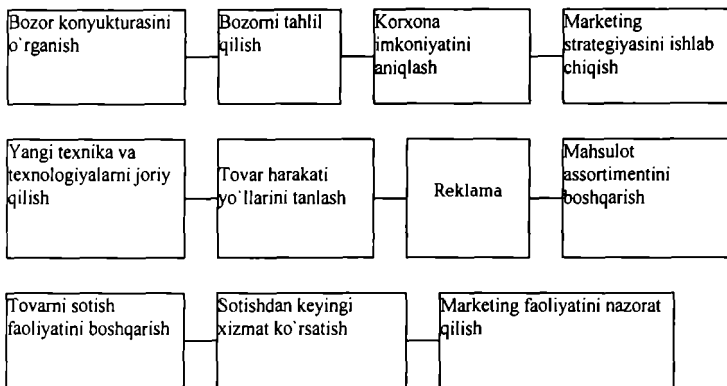 Bozor konyukturasini
o`rganish
Bozorni tahlil
qilish
Korxona
imkoniyatini
aniqlash
Marketing
strategiyasini ishlab
chiqish
Yangi texnika va
texnologiyalarni joriy
qilish
Tovar harakati
yo`llarini tanlash
Reklama
Mahsulot
assortimentini
boshqarish
Tovarni sotish
faoliyatini boshqarish
Sotishdan keyingi
xizmat ko`rsatish
Marketing faoliyatini nazorat
qilish